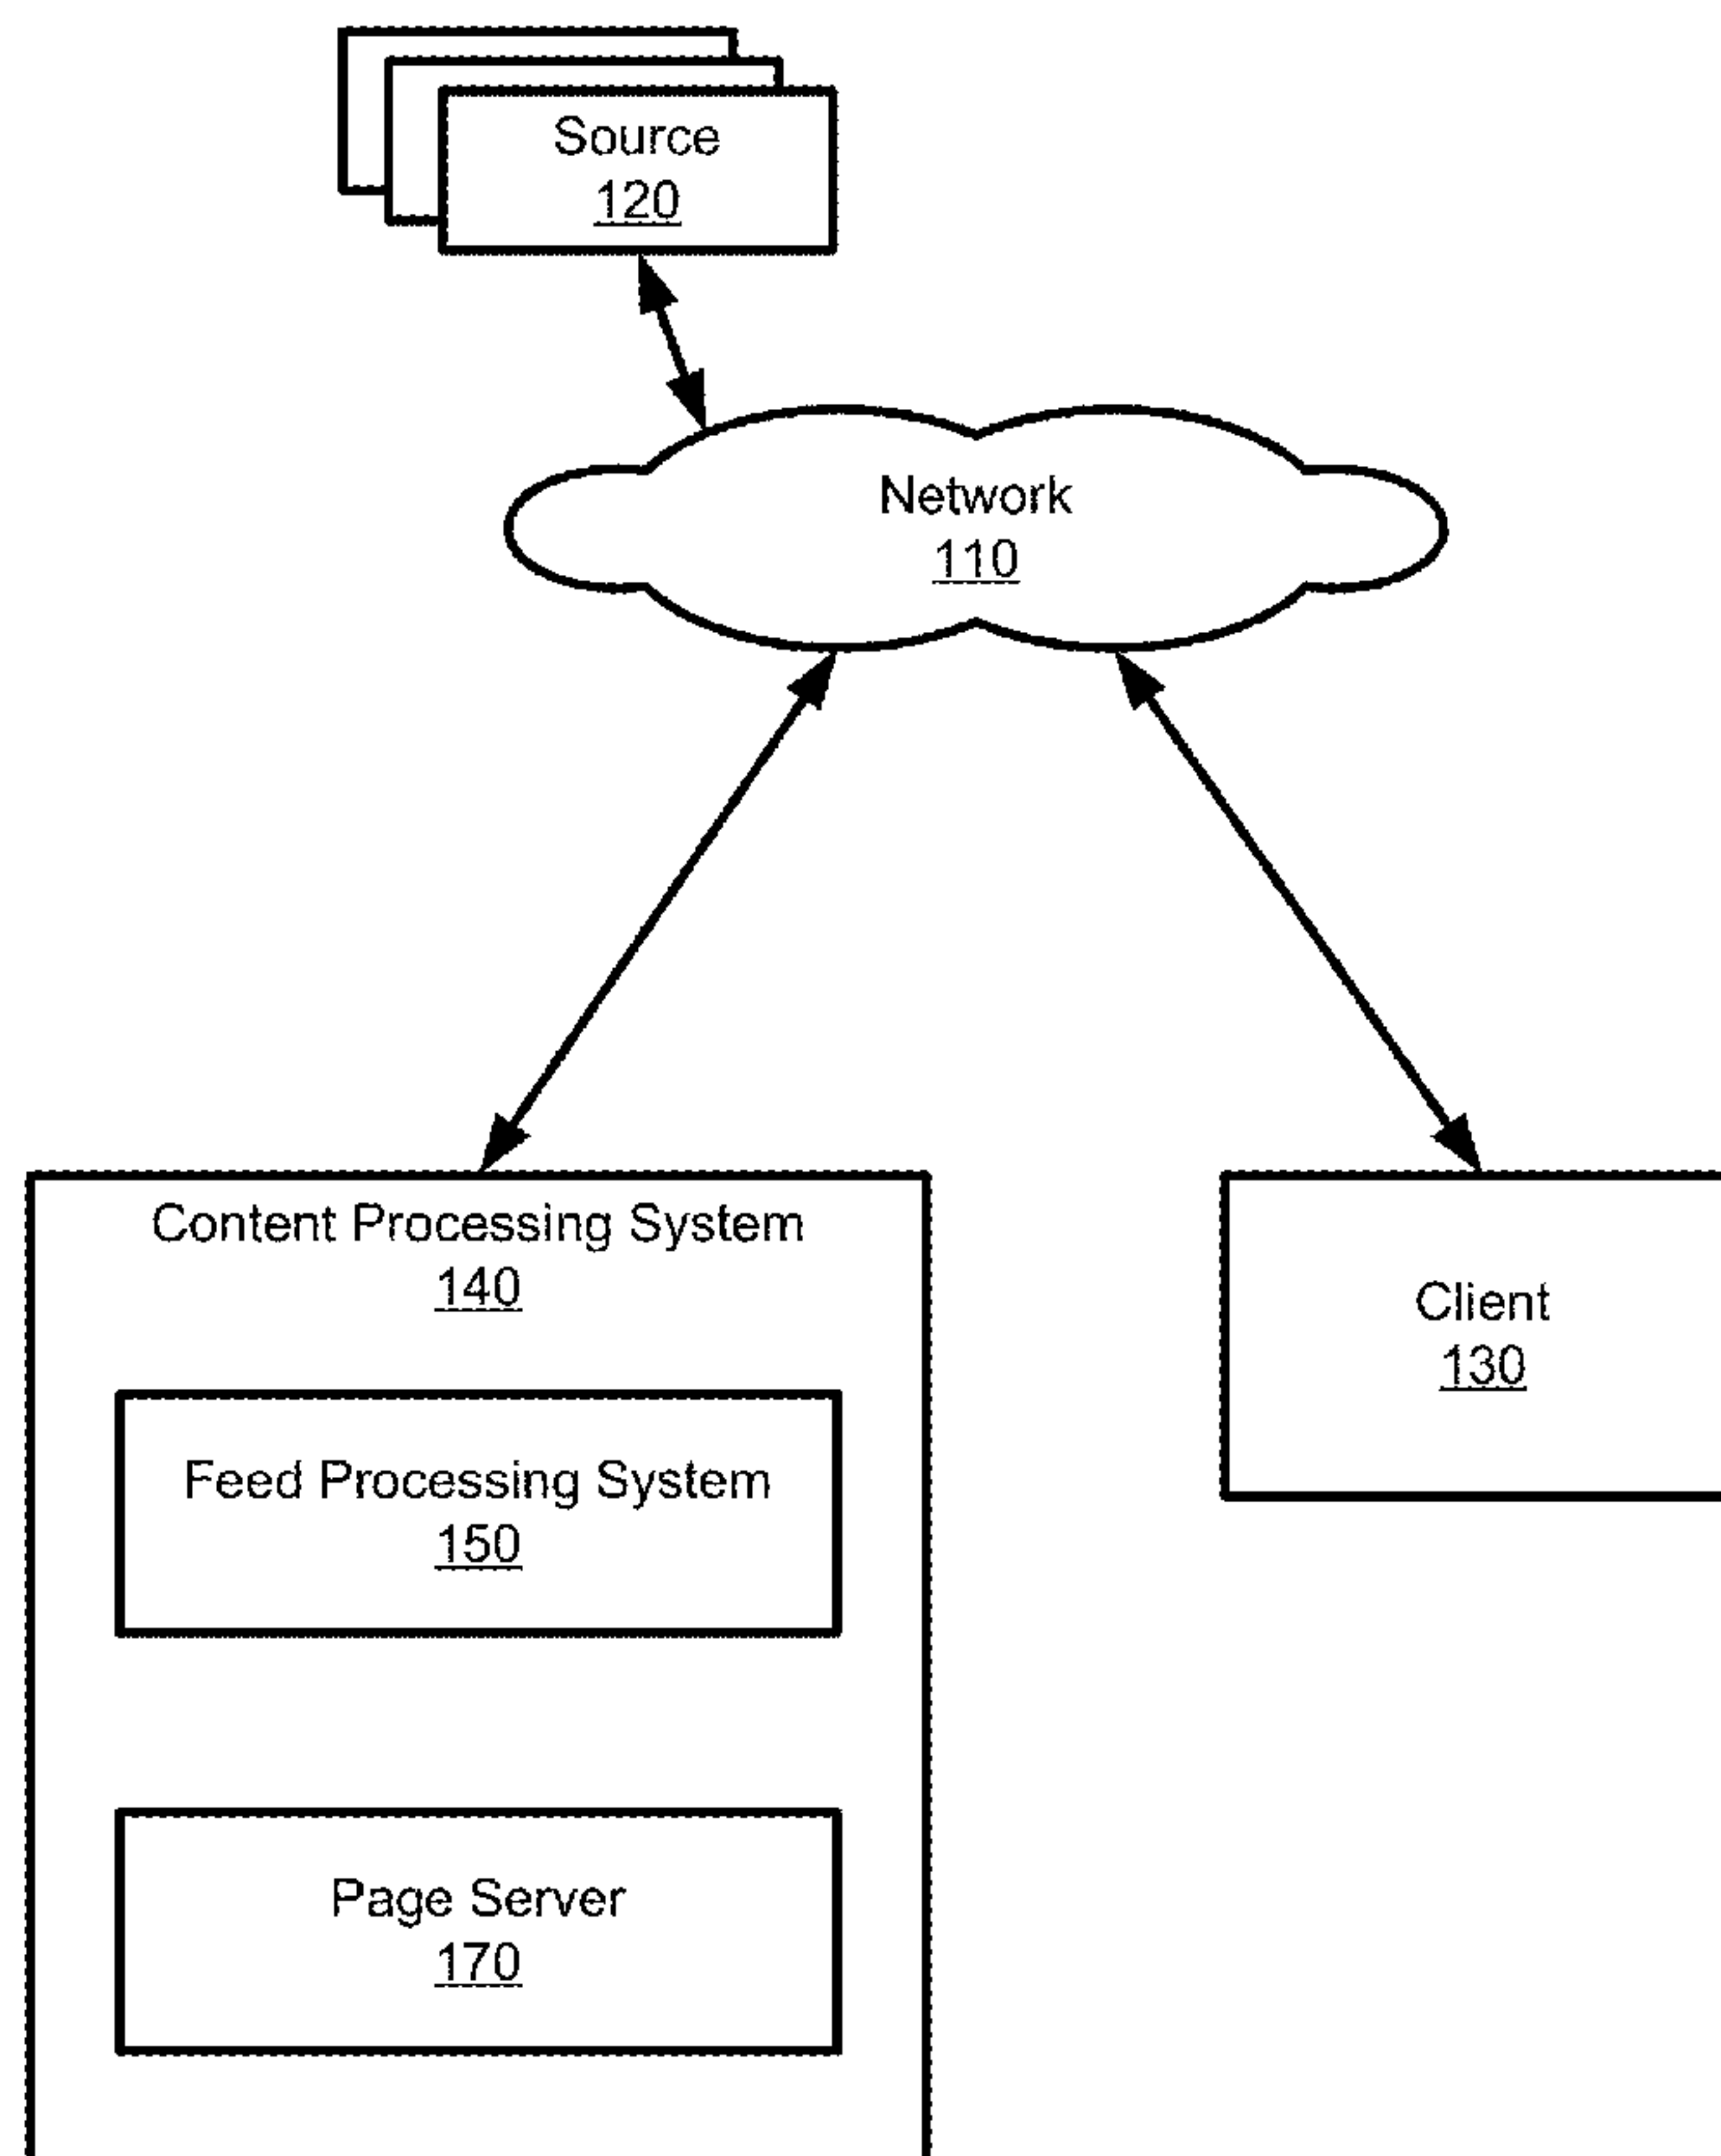 Source
120
Network
110
Content Processing System
140
Client
130
Feed Processing System
150
Page Server
170